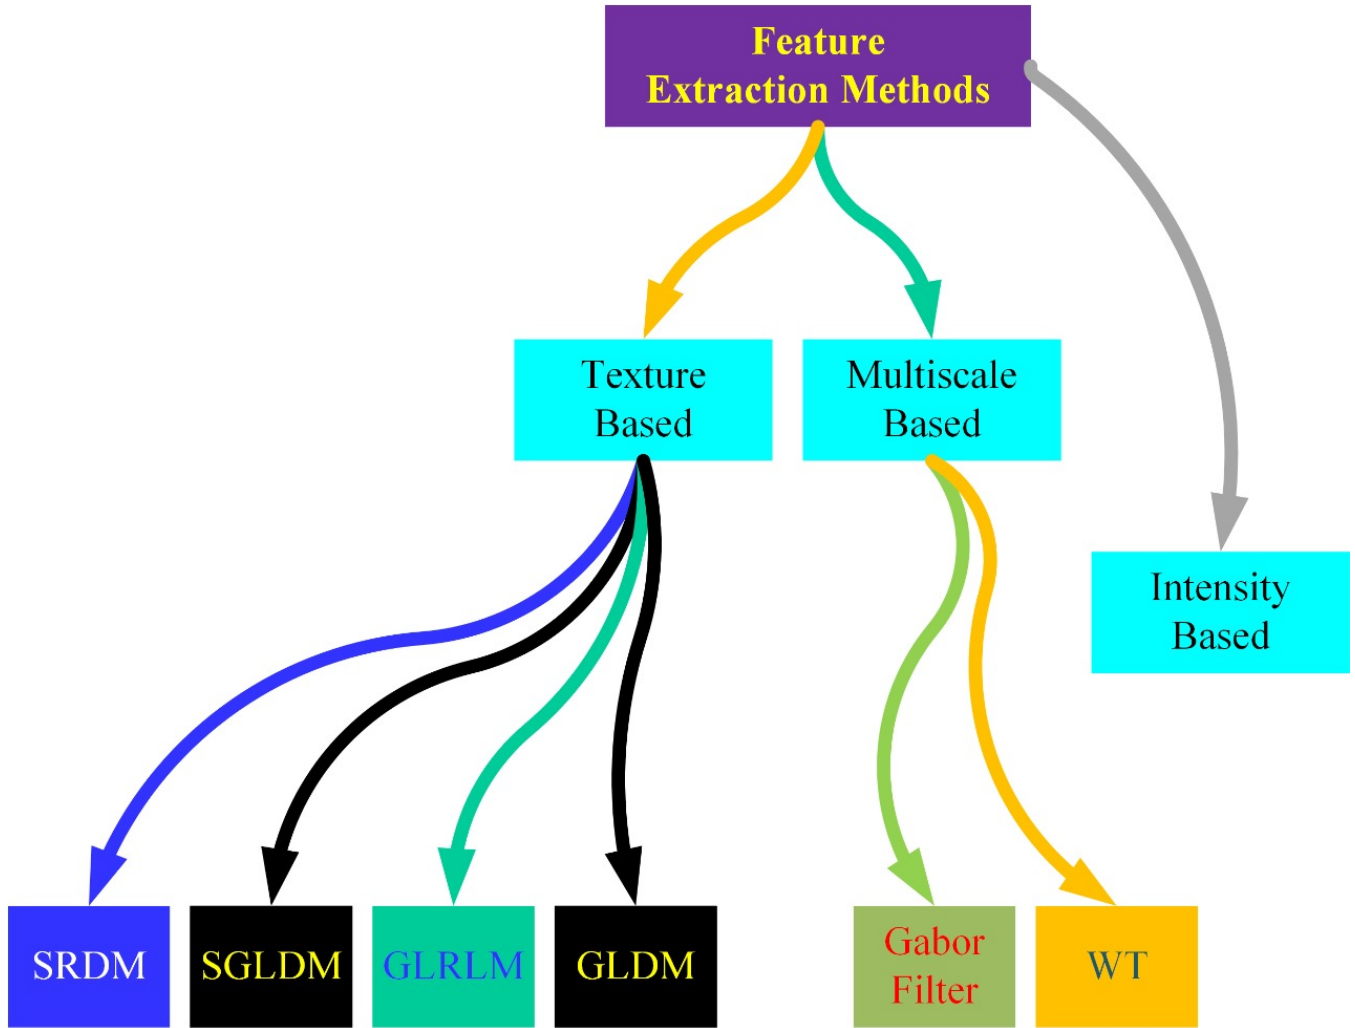 Feature
Extraction Methods
Texture
Based
Multiscale
Based
Intensity
Based
SRDM
SGLDM
GLRLM
GLDM
Gabor
Filter
WT